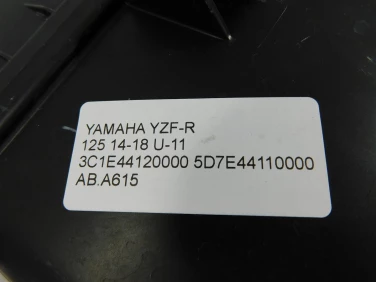 YAMAHA YZF-R
125 14-18 U-11
3C1E44120000 5D7E44110000
AB.A615